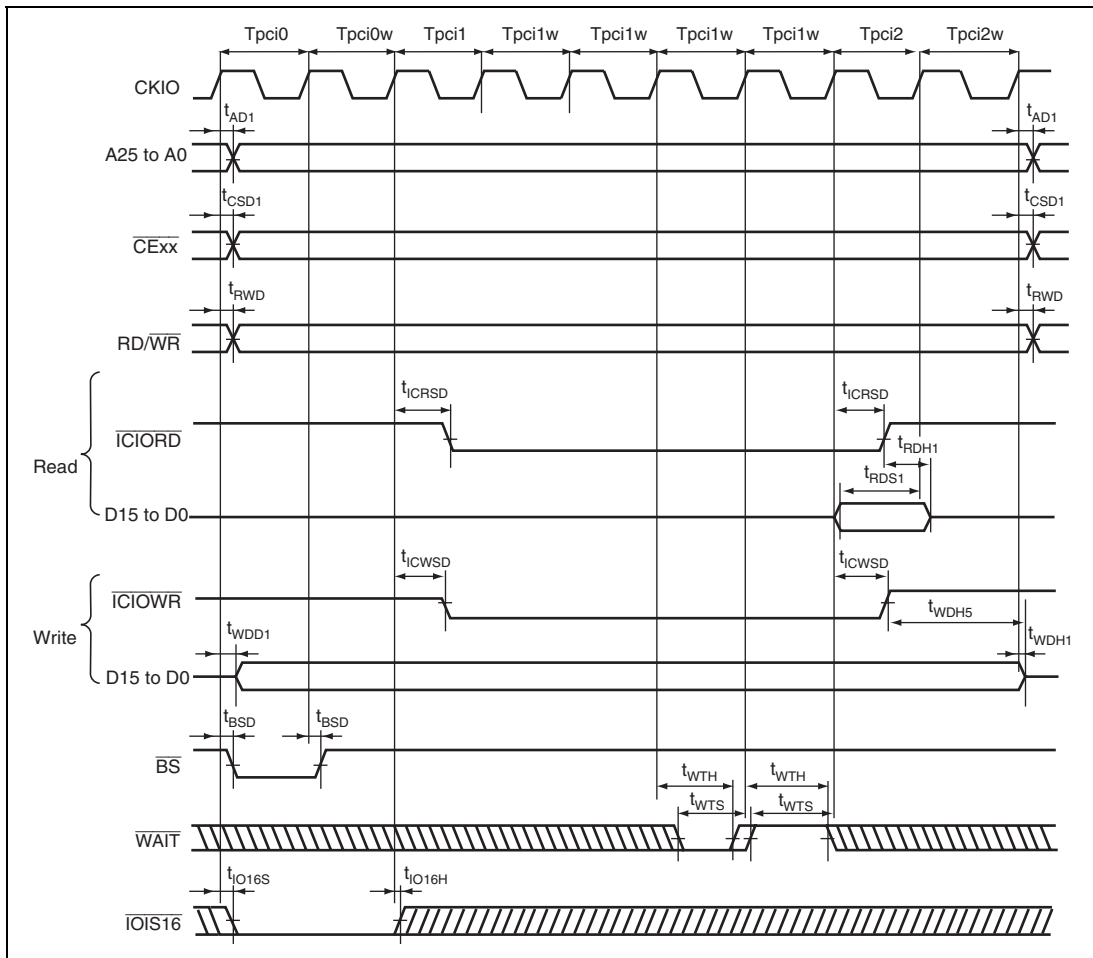 Tpci0 Tpci0w Tpci1 Tpci1w Tpci1w Tpci1w Tpci1w Tpci2 Tpci2w
CKIO
tAD1 tAD1
A25 to A0
tCSD1 tCSD1
CExx
tRWD tRWD
RD/WR
tICRSD tICRSD
ICIORD
tRDH1
Read
tRDS1
D15 to D0
tICWSD tICWSD
ICIOWR
tWDH5
Write
tWDD1 tWDH1
D15 to D0
tBSD tBSD
BS
tWTH tWTH
tWTS tWTS
WAIT
tIO16S tIO16H
IOIS16